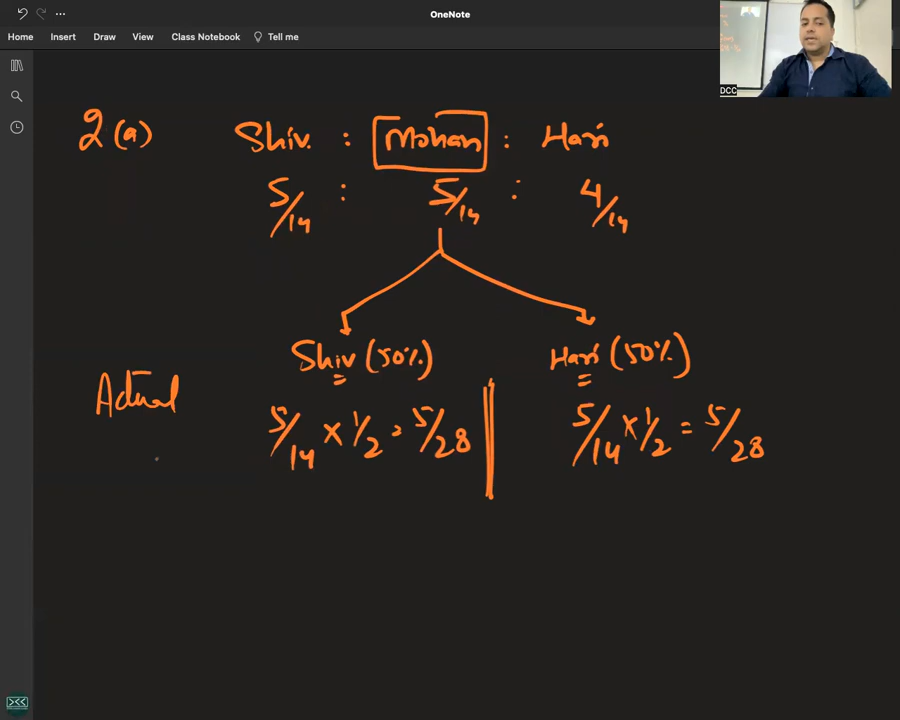 OneNote
Home Insert Draw View Class Notebook Tell me
DCC
2 (a) Shiv. : Mohan : Hari
5/14 : 5/14 : 4/14
Shiv (50%) Hari (50%)
Actual
5/14 × 1/2 = 5/28 5/14 × 1/2 = 5/28